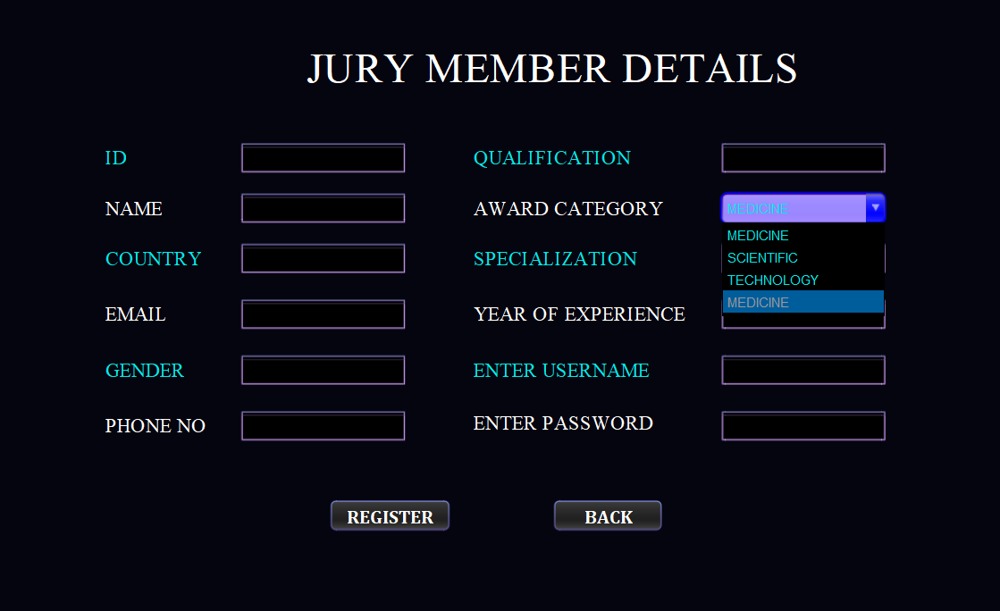 JURY MEMBER DETAILS
ID QUALIFICATION
NAME AWARD CATEGORY MEDICINE
MEDICINE
COUNTRY SPECIALIZATION SCIENTIFIC
TECHNOLOGY
MEDICINE
EMAIL YEAR OF EXPERIENCE
GENDER ENTER USERNAME
PHONE NO ENTER PASSWORD
REGISTER BACK